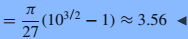 = π/27 (10^{3/2} − 1) ≈ 3.56 ◄